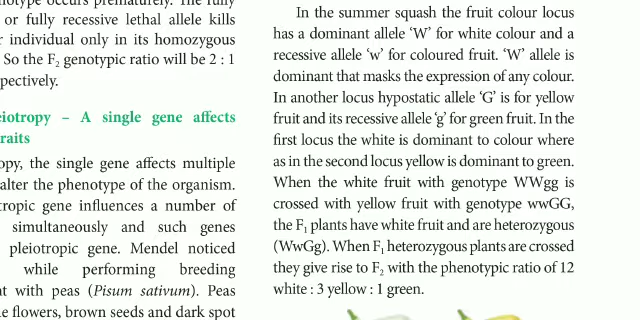 notype occurs prematurely. The fully
or fully recessive lethal allele kills
individual only in its homozygous
So the F₂ genotypic ratio will be 2 : 1
pectively.
eiotropy – A single gene affects
raits
opy, the single gene affects multiple
alter the phenotype of the organism.
tropic gene influences a number of
simultaneously and such genes
pleiotropic gene. Mendel noticed
while performing breeding
with peas (Pisum sativum). Peas
flowers, brown seeds and dark spot
In the summer squash the fruit colour locus
has a dominant allele ‘W’ for white colour and a
recessive allele ‘w’ for coloured fruit. ‘W’ allele is
dominant that masks the expression of any colour.
In another locus hypostatic allele ‘G’ is for yellow
fruit and its recessive allele ‘g’ for green fruit. In the
first locus the white is dominant to colour where
as in the second locus yellow is dominant to green.
When the white fruit with genotype WWgg is
crossed with yellow fruit with genotype wwGG,
the F₁ plants have white fruit and are heterozygous
(WwGg). When F₁ heterozygous plants are crossed
they give rise to F₂ with the phenotypic ratio of 12
white : 3 yellow : 1 green.